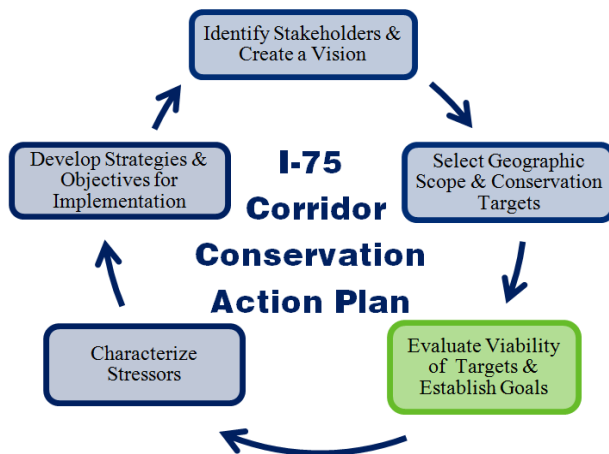 Identify Stakeholders &
Create a Vision
Select Geographic
Scope & Conservation
Targets
Evaluate Viability
of Targets &
Establish Goals
Characterize
Stressors
Develop Strategies &
Objectives for
Implementation
I-75
Corridor
Conservation
Action Plan